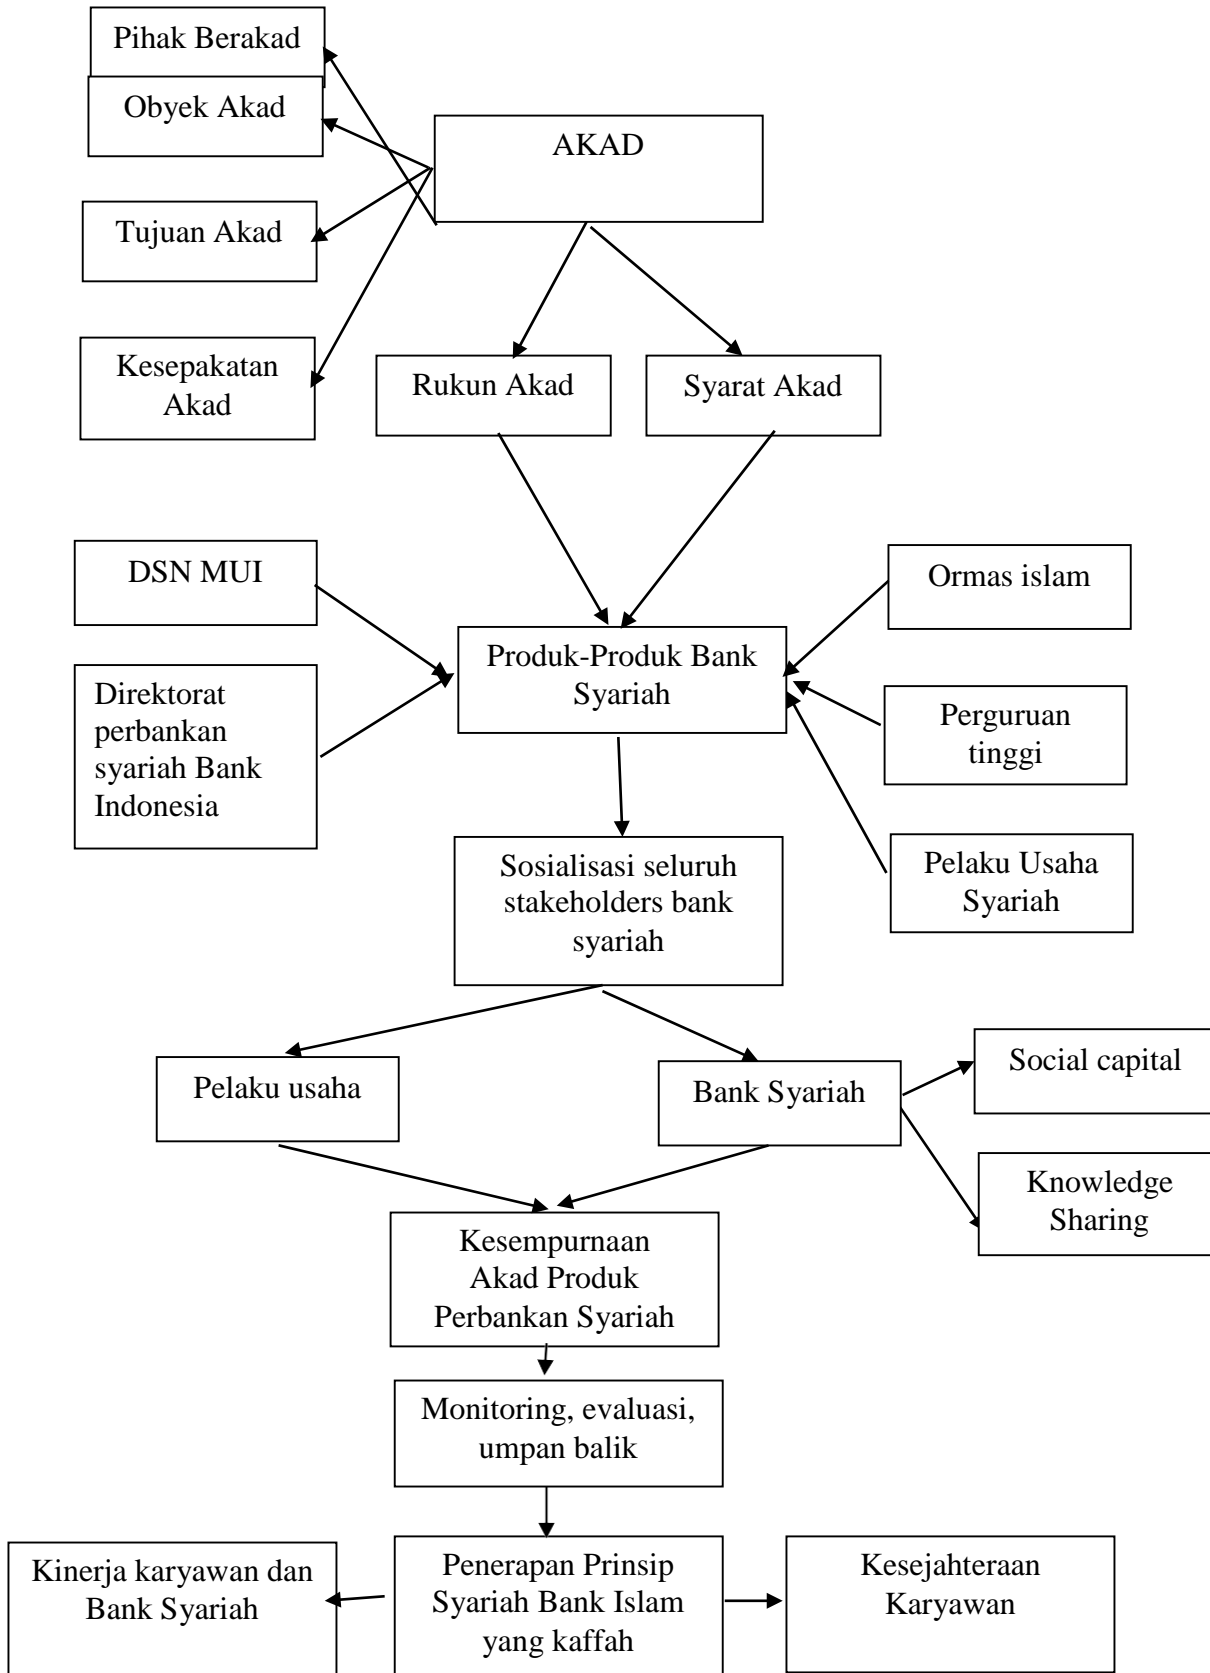 Pihak Berakad
Obyek Akad
AKAD
Tujuan Akad
Kesepakatan
Akad
Rukun Akad
Syarat Akad
DSN MUI
Ormas islam
Produk-Produk Bank
Syariah
Direktorat
perbankan
syariah Bank
Indonesia
Perguruan
tinggi
Sosialisasi seluruh
stakeholders bank
syariah
Pelaku Usaha
Syariah
Pelaku usaha
Bank Syariah
Social capital
Knowledge
Sharing
Kesempurnaan
Akad Produk
Perbankan Syariah
Monitoring, evaluasi,
umpan balik
Kinerja karyawan dan
Bank Syariah
Penerapan Prinsip
Syariah Bank Islam
yang kaffah
Kesejahteraan
Karyawan